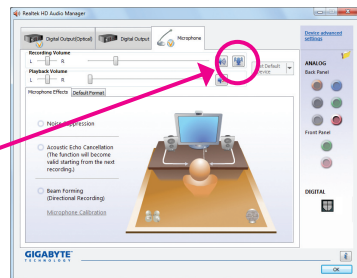 Realtek HD Audio Manager
Digital Output(Optical)
Digital Output
Microphone
Device advanced
settings
Recording Volume
L
R
Set Default
Device
Playback Volume
L
R
Microphone Effects
Default Format
ANALOG
Back Panel
Noise Suppression
Acoustic Echo Cancellation
(The function will become
valid starting from the next
recording.)
Front Panel
Beam Forming
(Directional Recording)
DIGITAL
Microphone Calibration
GIGABYTE
TECHNOLOGY
OK